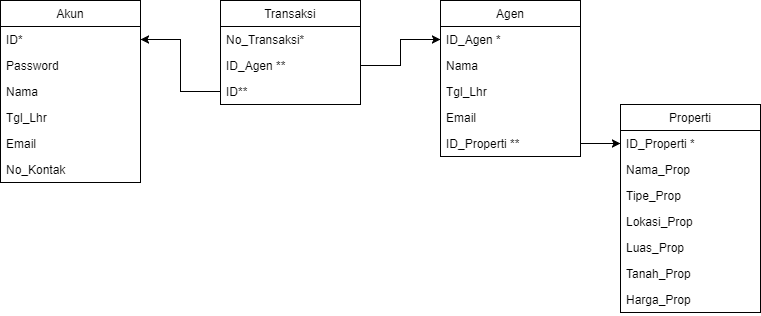 Akun
ID*
Password
Nama
Tgl_Lhr
Email
No_Kontak
Transaksi
No_Transaksi*
ID_Agen **
ID**
Agen
ID_Agen *
Nama
Tgl_Lhr
Email
ID_Properti **
Properti
ID_Properti *
Nama_Prop
Tipe_Prop
Lokasi_Prop
Luas_Prop
Tanah_Prop
Harga_Prop